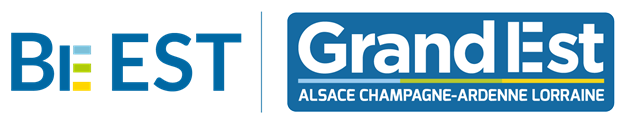 BE EST
Grand Est
ALSACE CHAMPAGNE-ARDENNE LORRAINE